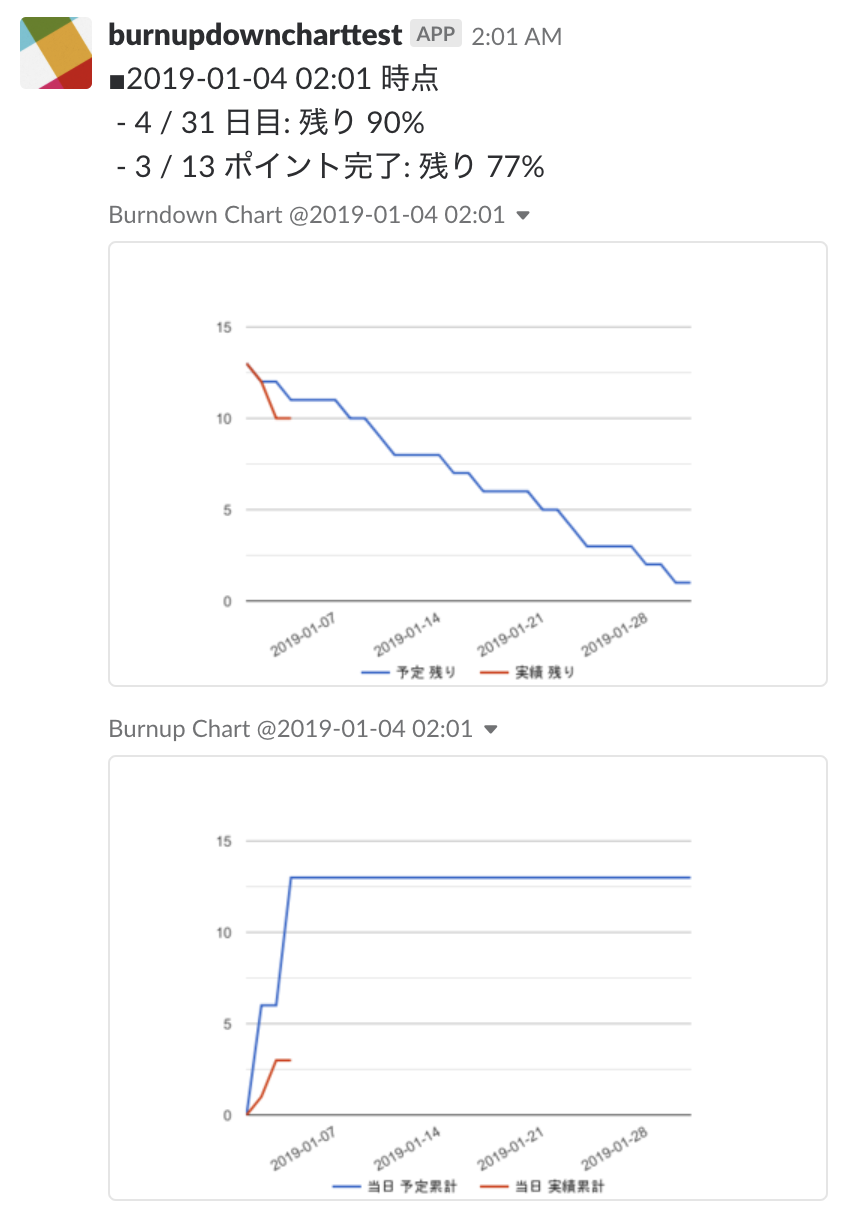 burnupdowncharttest APP 2:01 AM
■2019-01-04 02:01 時点
- 4 / 31 日目: 残り 90%
- 3 / 13 ポイント完了: 残り 77%
Burndown Chart @2019-01-04 02:01
15
10
5
0
2019-01-07 2019-01-14 2019-01-21 2019-01-28
予定 残り 実績 残り
Burnup Chart @2019-01-04 02:01
15
10
5
0
2019-01-07 2019-01-14 2019-01-21 2019-01-28
当日 予定累計 当日 実績累計